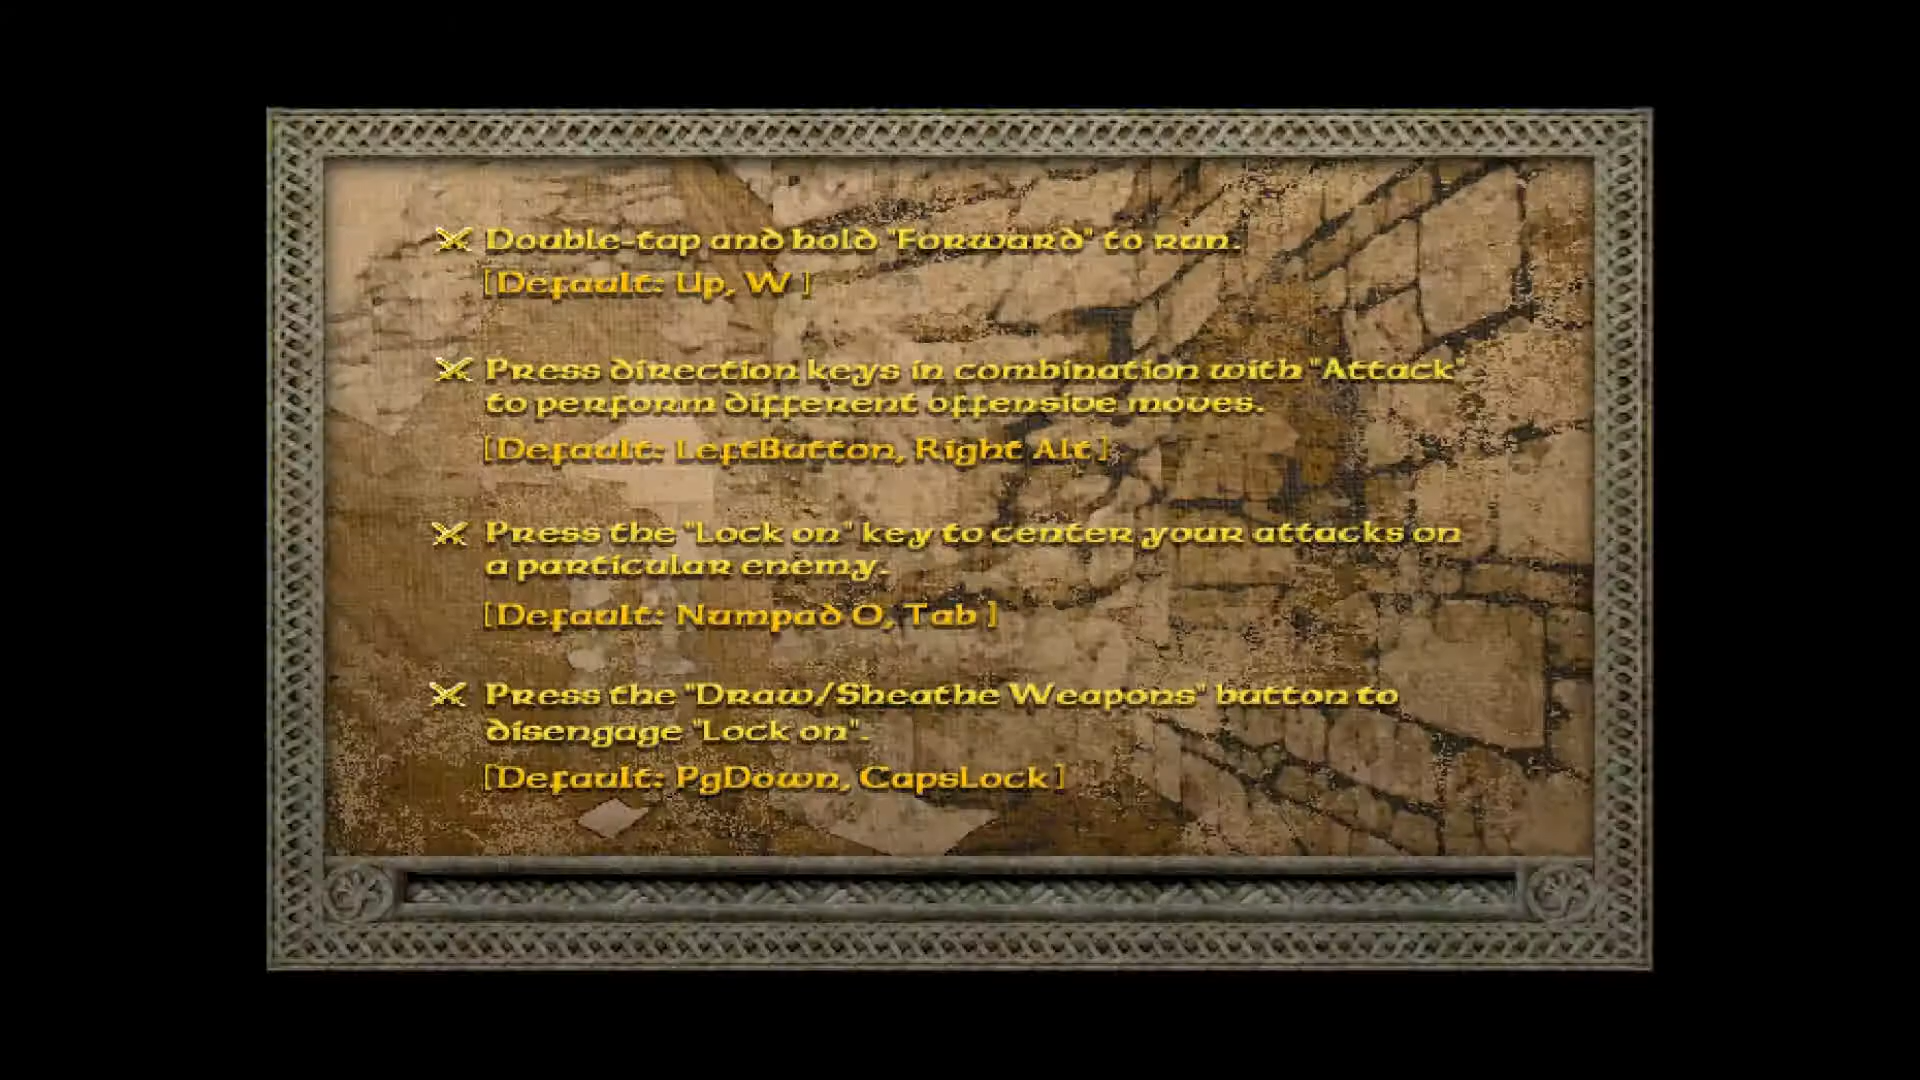 Double-tap and hold "Forward" to run.
[Default: Up, W ]
Press direction keys in combination with "Attack"
to perform different offensive moves.
[Default: LeftButton, Right Alt ]
Press the "Lock on" key to center your attacks on
a particular enemy.
[Default: Numpad 0, Tab ]
Press the "Draw/Sheathe Weapons" button to
disengage "Lock on".
[Default: PgDown, CapsLock ]